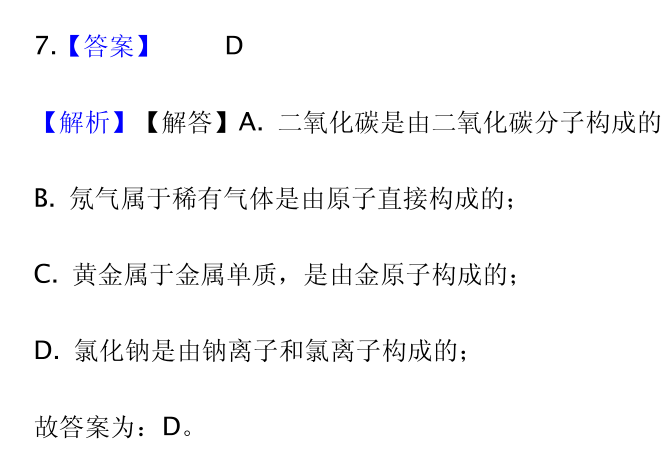 7.【答案】 D
【解析】【解答】A. 二氧化碳是由二氧化碳分子构成的
B. 氖气属于稀有气体是由原子直接构成的；
C. 黄金属于金属单质，是由金原子构成的；
D. 氯化钠是由钠离子和氯离子构成的；
故答案为：D。